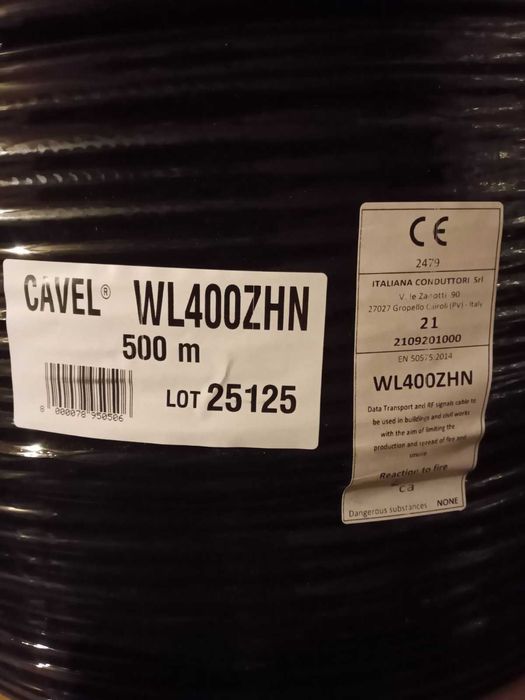 CAVEL® WL400ZHN
500 m
8 000078 950506
LOT 25125
CE
2479
ITALIANA CONDUTTORI Srl
V. le Zanotti 90
27027 Gropello Cairoli (PV) - Italy
21
2109201000
EN 50575:2014
WL400ZHN
Data Transport and RF signals cable to
be used in buildings and civil works
with the aim of limiting the
production and spread of fire and
smoke
Reaction to fire
ca
Dangerous substances NONE